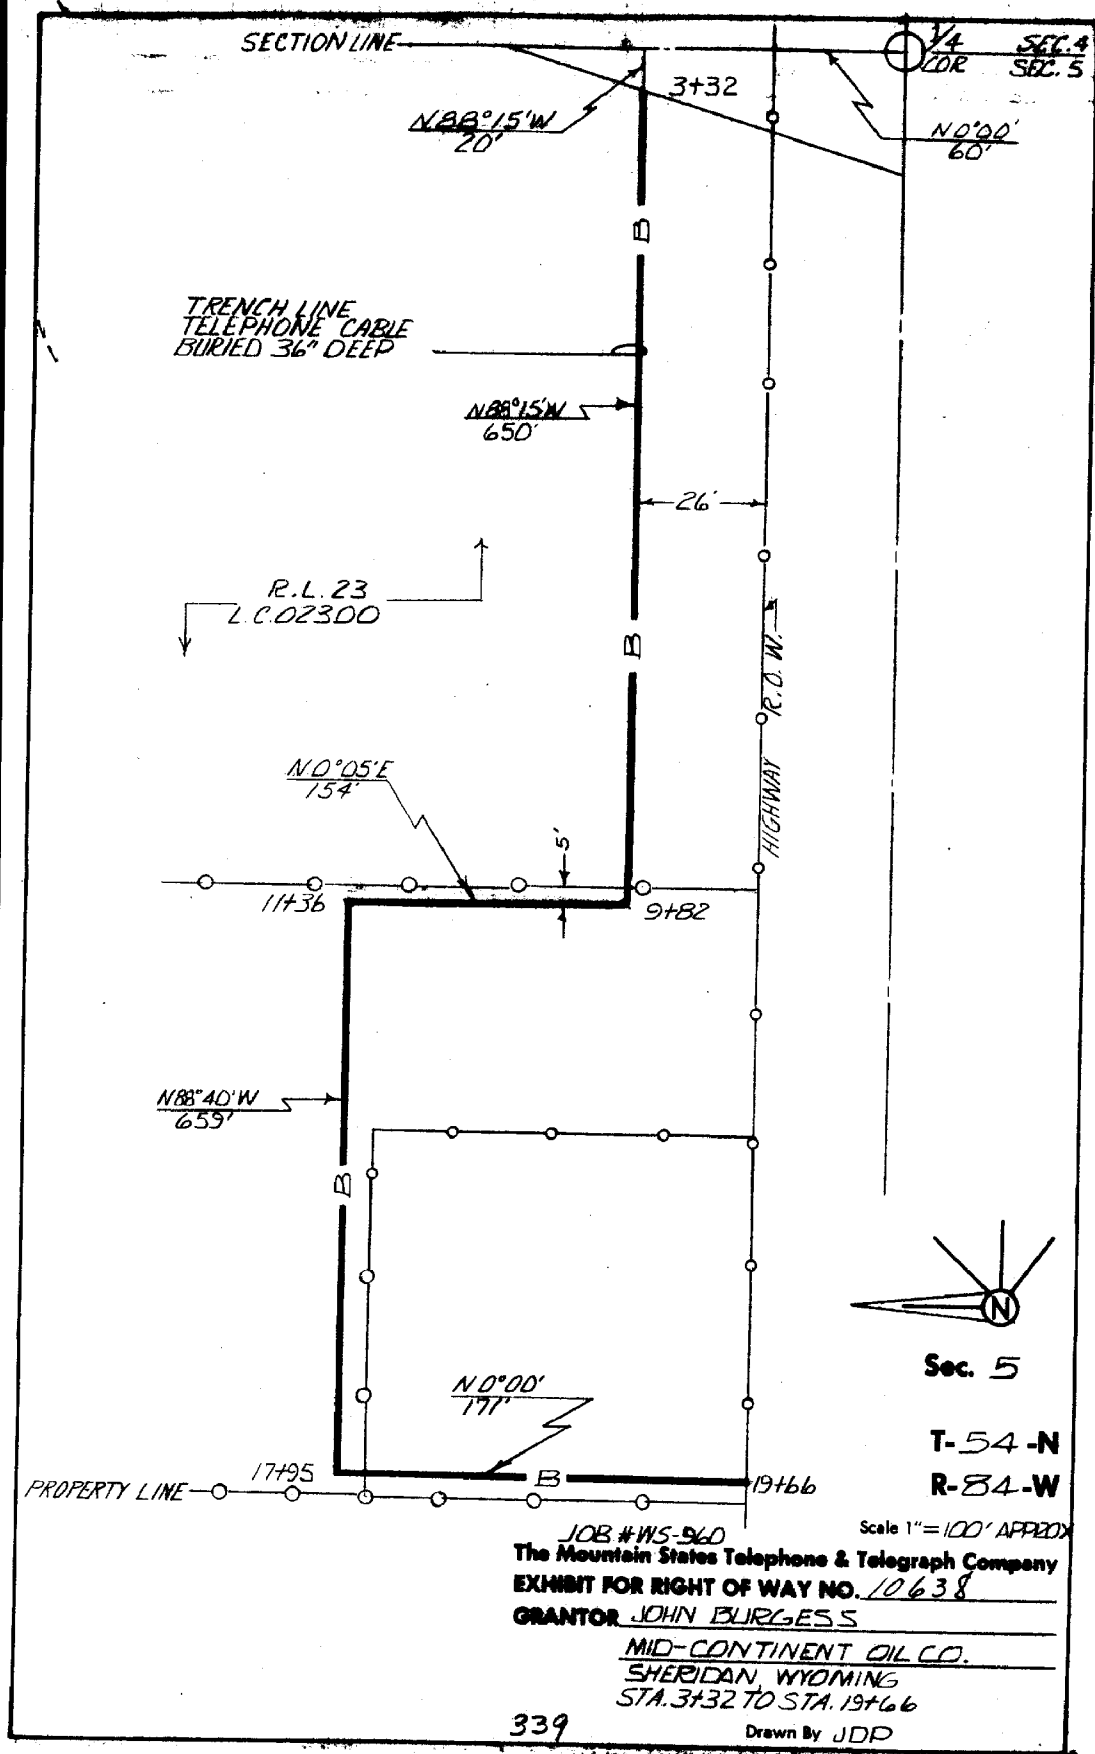 SECTION LINE
1/4 COR
SEC. 4
SEC. 5
3+32
N 88°15'W
20'
N 0°00'
60'
B
TRENCH LINE
TELEPHONE CABLE
BURIED 36" DEEP
N88°15'W
650'
26'
R.L. 23
L.C.02300
B
HIGHWAY R.O.W.
N 0°05'E
154'
5'
11+36
9+82
N88°40'W
659'
B
N
Sec. 5
N 0°00'
171'
T-54-N
17+95
B
19+66
R-84-W
PROPERTY LINE
Scale 1"=100' APPROX
JOB #WS-960
The Mountain States Telephone & Telegraph Company
EXHIBIT FOR RIGHT OF WAY NO. 10638
GRANTOR JOHN BURGESS
MID-CONTINENT OIL CO.
SHERIDAN, WYOMING
STA. 3+32 TO STA. 19+66
339
Drawn By JDP